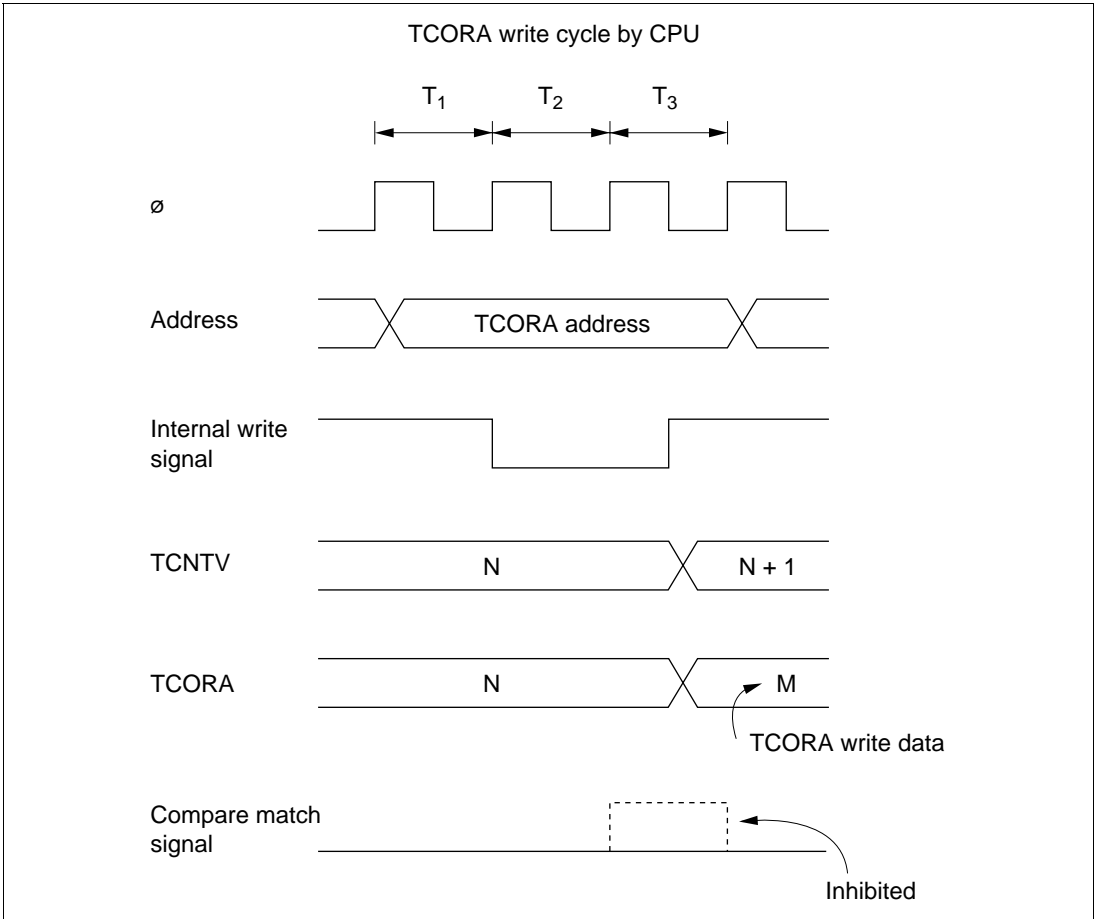 TCORA write cycle by CPU
T1 T2 T3
ø
Address
TCORA address
Internal write
signal
TCNTV
N
N + 1
TCORA
N
M
TCORA write data
Compare match
signal
Inhibited